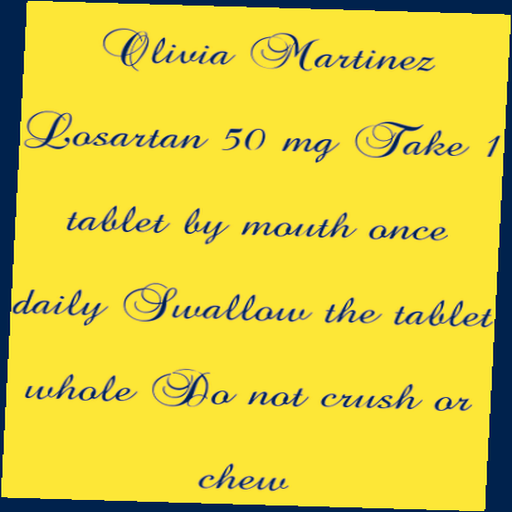 Olivia Martinez
Losartan 50 mg Take 1
tablet by mouth once
daily Swallow the tablet
whole Do not crush or
chew